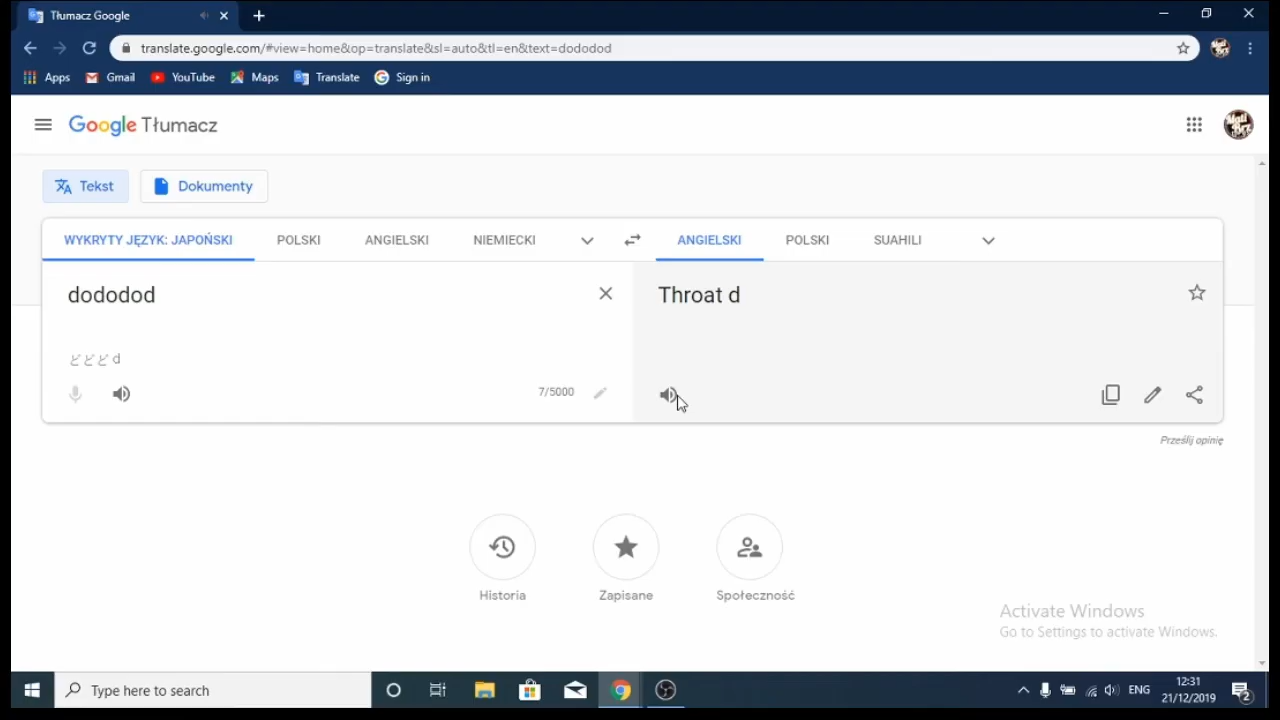 Tłumacz Google
translate.google.com/#view=home&op=translate&sl=auto&tl=en&text=dododod
Apps Gmail YouTube Maps Translate Sign in
Google Tłumacz
Tekst Dokumenty
WYKRYTY JĘZYK: JAPOŃSKI POLSKI ANGIELSKI NIEMIECKI ANGIELSKI POLSKI SUAHILI
dododod
Throat d
どどど d
7/5000
Prześlij opinię
Historia Zapisane Społeczność
Activate Windows
Go to Settings to activate Windows.
Type here to search
ENG
12:31
21/12/2019
2